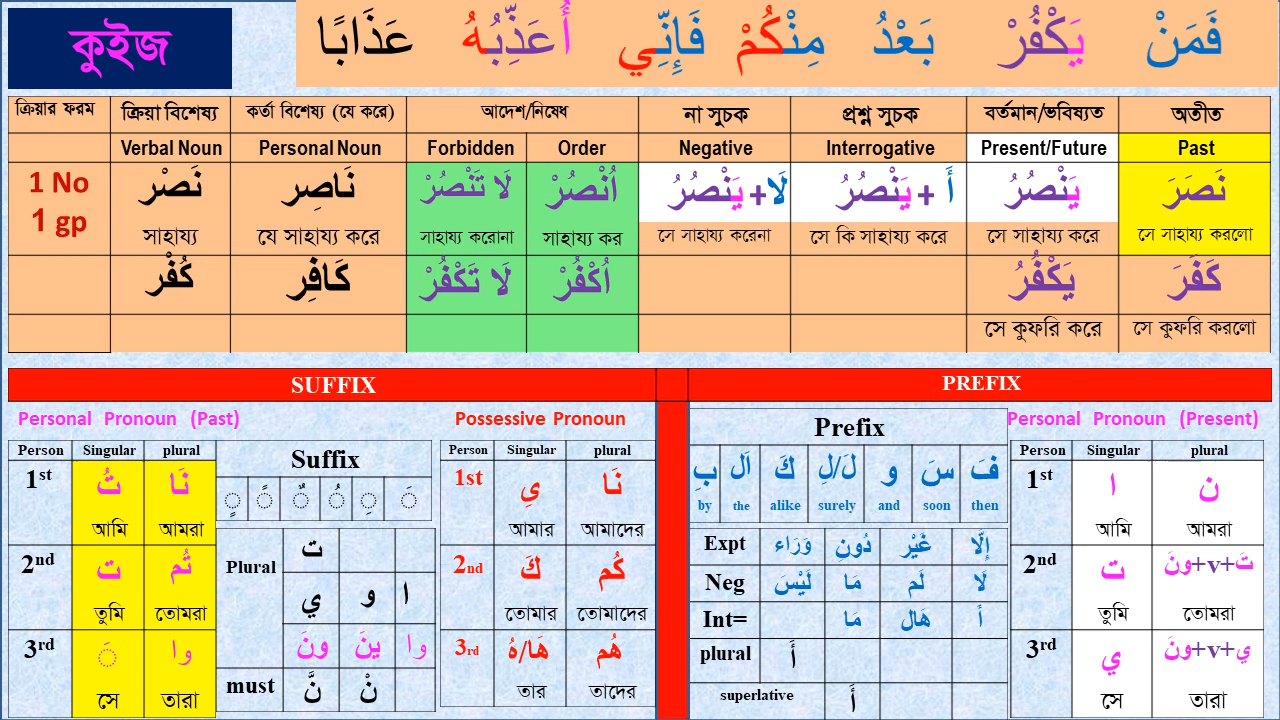 কুইজ
فَمَنْ يَكْفُرْ بَعْدُ مِنْكُمْ فَإِنِّي أُعَذِّبُهُ عَذَابًا
ক্রিয়ার ফরম ক্রিয়া বিশেষ্য কর্তা বিশেষ্য (যে করে) আদেশ/নিষেধ না সুচক প্রশ্ন সুচক বর্তমান/ভবিষ্যত অতীত
Verbal Noun Personal Noun Forbidden Order Negative Interrogative Present/Future Past
1 No
1 gp
نَصْر نَاصِر لَا تَنْصُرْ اُنْصُرْ لَا+ يَنْصُرُ أَ + يَنْصُرُ يَنْصُرُ نَصَرَ
সাহায্য যে সাহায্য করে সাহায্য করোনা সাহায্য কর সে সাহায্য করেনা সে কি সাহায্য করে সে সাহায্য করে সে সাহায্য করলো
كُفْر كَافِر لَا تَكْفُرْ اُكْفُرْ يَكْفُرُ كَفَرَ
সে কুফরি করে সে কুফরি করলো
SUFFIX
Personal Pronoun (Past)
Person Singular plural
1st تُ نَا
আমি আমরা
2nd ت تُم
তুমি তোমরা
3rd َ وا
সে তারা
Suffix
ٍ ً ٌ ُ ِ َ
Plural
ت
ي و ا
ونَ ينَ وا
must نَّ نْ
Possessive Pronoun
Person Singular plural
1st ىِ نَا
আমার আমাদের
2nd كَ كُم
তোমার তোমাদের
3rd هَا/هُ هُم
তার তাদের
PREFIX
Prefix
بِ اَل كَ لَ/لِ و سَ فَ
by the alike surely and soon then
Expt وَرَاء دُونِ غَيْر إِلَّا
Neg لَيْسَ مَا لَم لَا
Int= مَا هَال أَ
plural أَ
superlative أَ
Personal Pronoun (Present)
Person Singular plural
1st ا ن
আমি আমরা
2nd ت تَ+v+ونَ
তুমি তোমরা
3rd ي ي+v+ونَ
সে তারা